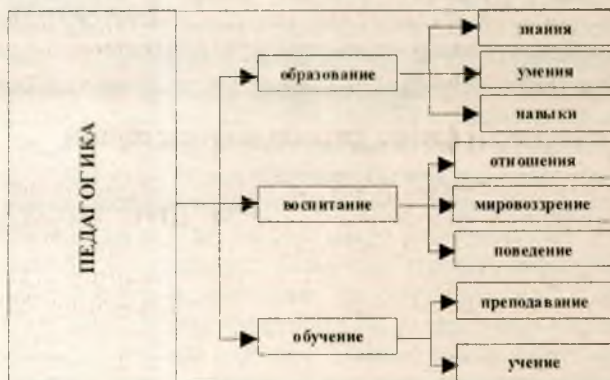 ПЕДАГОГИКА
образование
знания
умения
навыки
воспитание
отношения
мировоззрение
поведение
обучение
преподавание
учение